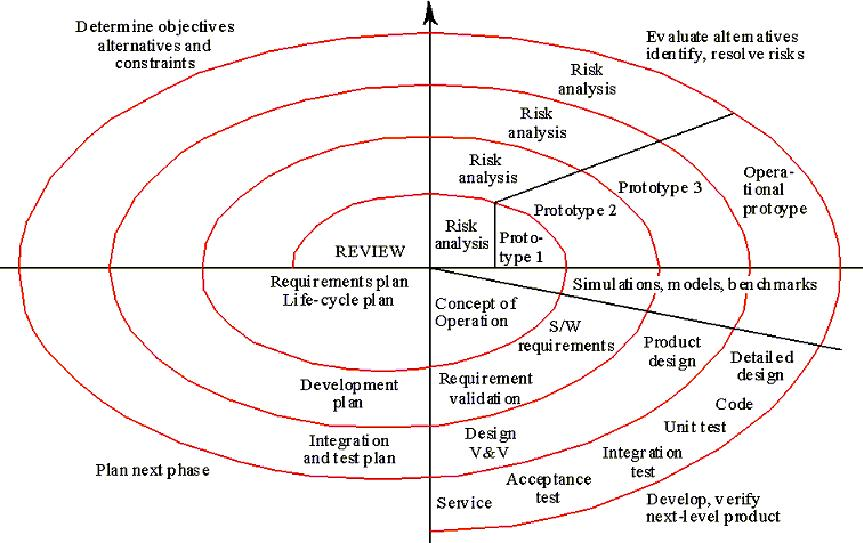 Determine objectives
alternatives and
constraints
Evaluate alternatives
identify, resolve risks
Risk
analysis
Risk
analysis
Risk
analysis
Risk
analysis
Proto-
type 1
Prototype 2
Prototype 3
Opera-
tional
protoype
REVIEW
Requirements plan
Life-cycle plan
Simulations, models, benchmarks
Concept of
Operation
S/W
requirements
Product
design
Detailed
design
Development
plan
Requirement
validation
Code
Unit test
Integration
and test plan
Design
V&V
Integration
test
Plan next phase
Acceptance
test
Service
Develop, verify
next-level product